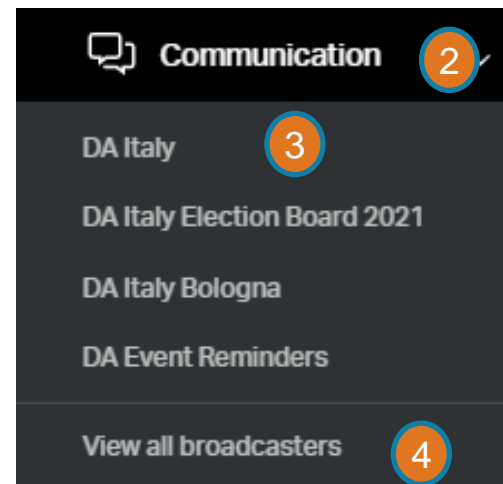 Communication 2
DA Italy 3
DA Italy Election Board 2021
DA Italy Bologna
DA Event Reminders
View all broadcasters 4